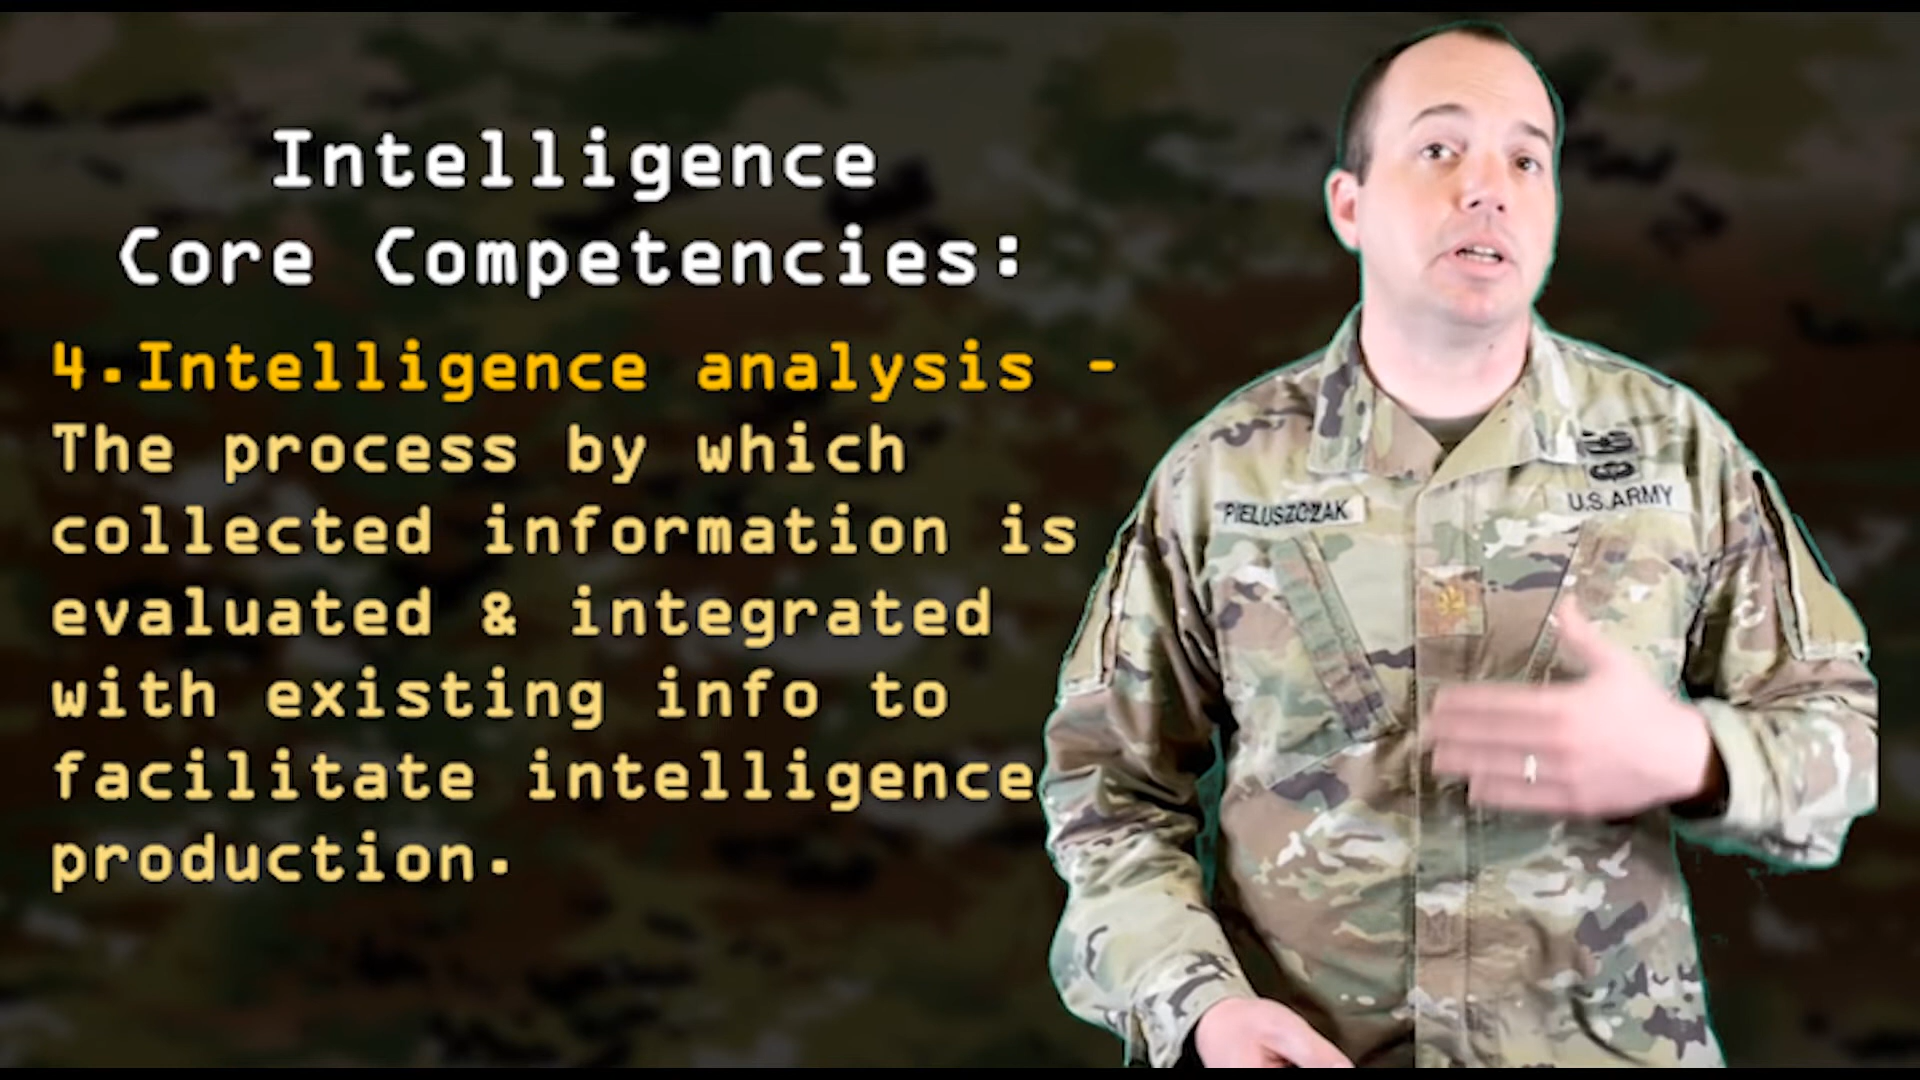 Intelligence
Core Competencies:
4.Intelligence analysis -
The process by which
collected information is
evaluated & integrated
with existing info to
facilitate intelligence
production.
PIELUSZCZAK
U.S.ARMY